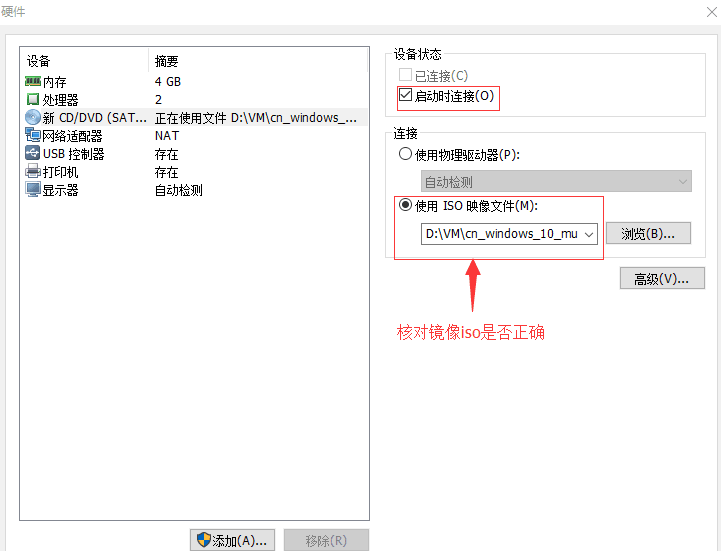 硬件
设备 摘要
内存 4 GB
处理器 2
新 CD/DVD (SAT... 正在使用文件 D:\VM\cn_windows_...
网络适配器 NAT
USB 控制器 存在
打印机 存在
显示器 自动检测
添加(A)... 移除(R)
设备状态
已连接(C)
启动时连接(O)
连接
使用物理驱动器(P):
自动检测
使用 ISO 映像文件(M):
D:\VM\cn_windows_10_mu 浏览(B)...
高级(V)...
核对镜像iso是否正确